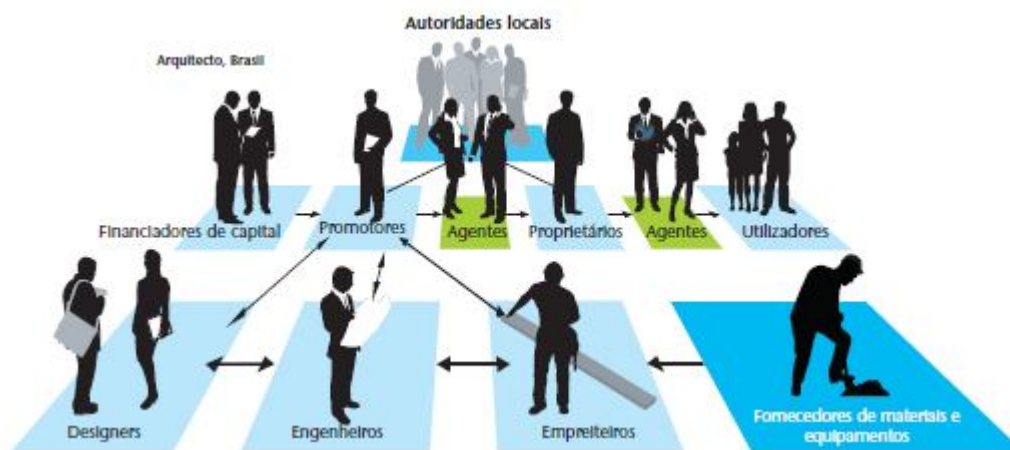 Autoridades locais
Arquitecto, Brasil
Financiadores de capital
Promotores
Agentes
Proprietários
Agentes
Utilizadores
Designers
Engenheiros
Empreiteiros
Fornecedores de materiais e
equipamentos